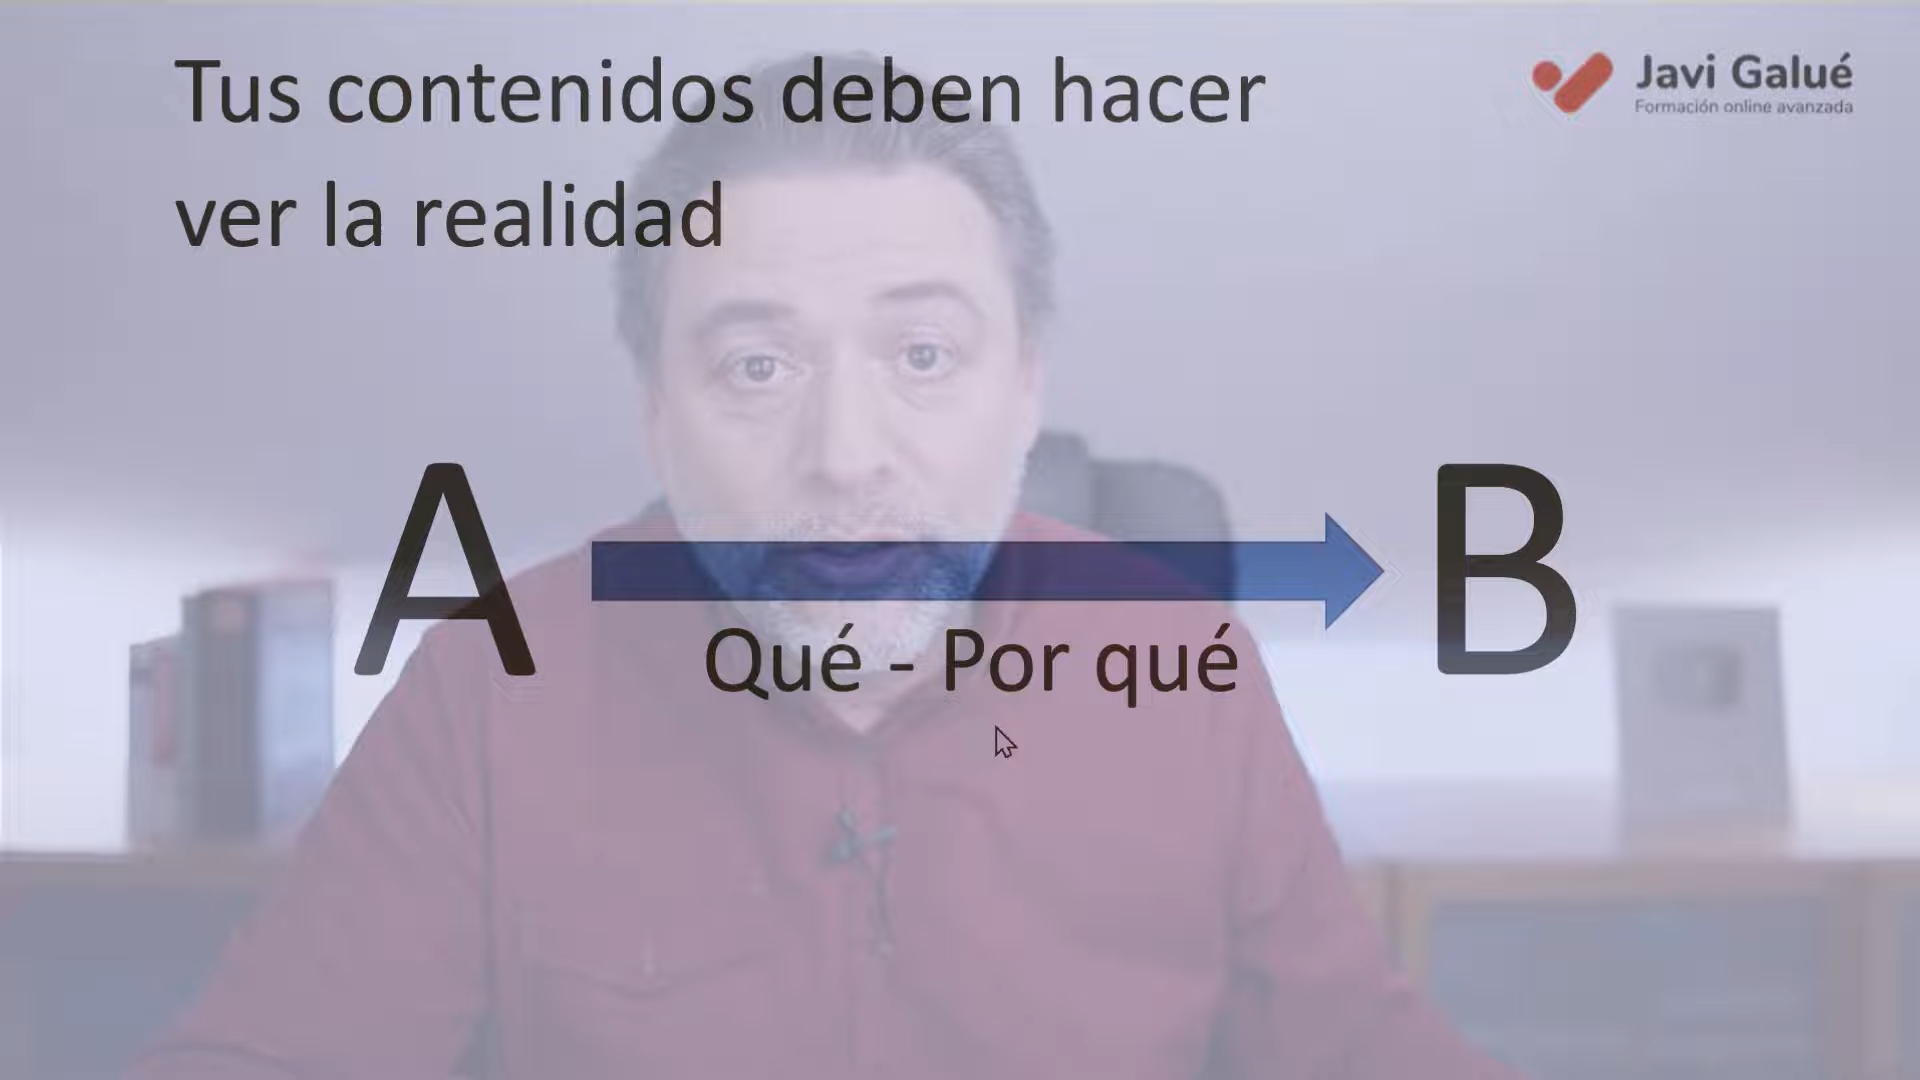 Tus contenidos deben hacer
ver la realidad
Javi Galué
Formación online avanzada
A
B
Qué - Por qué